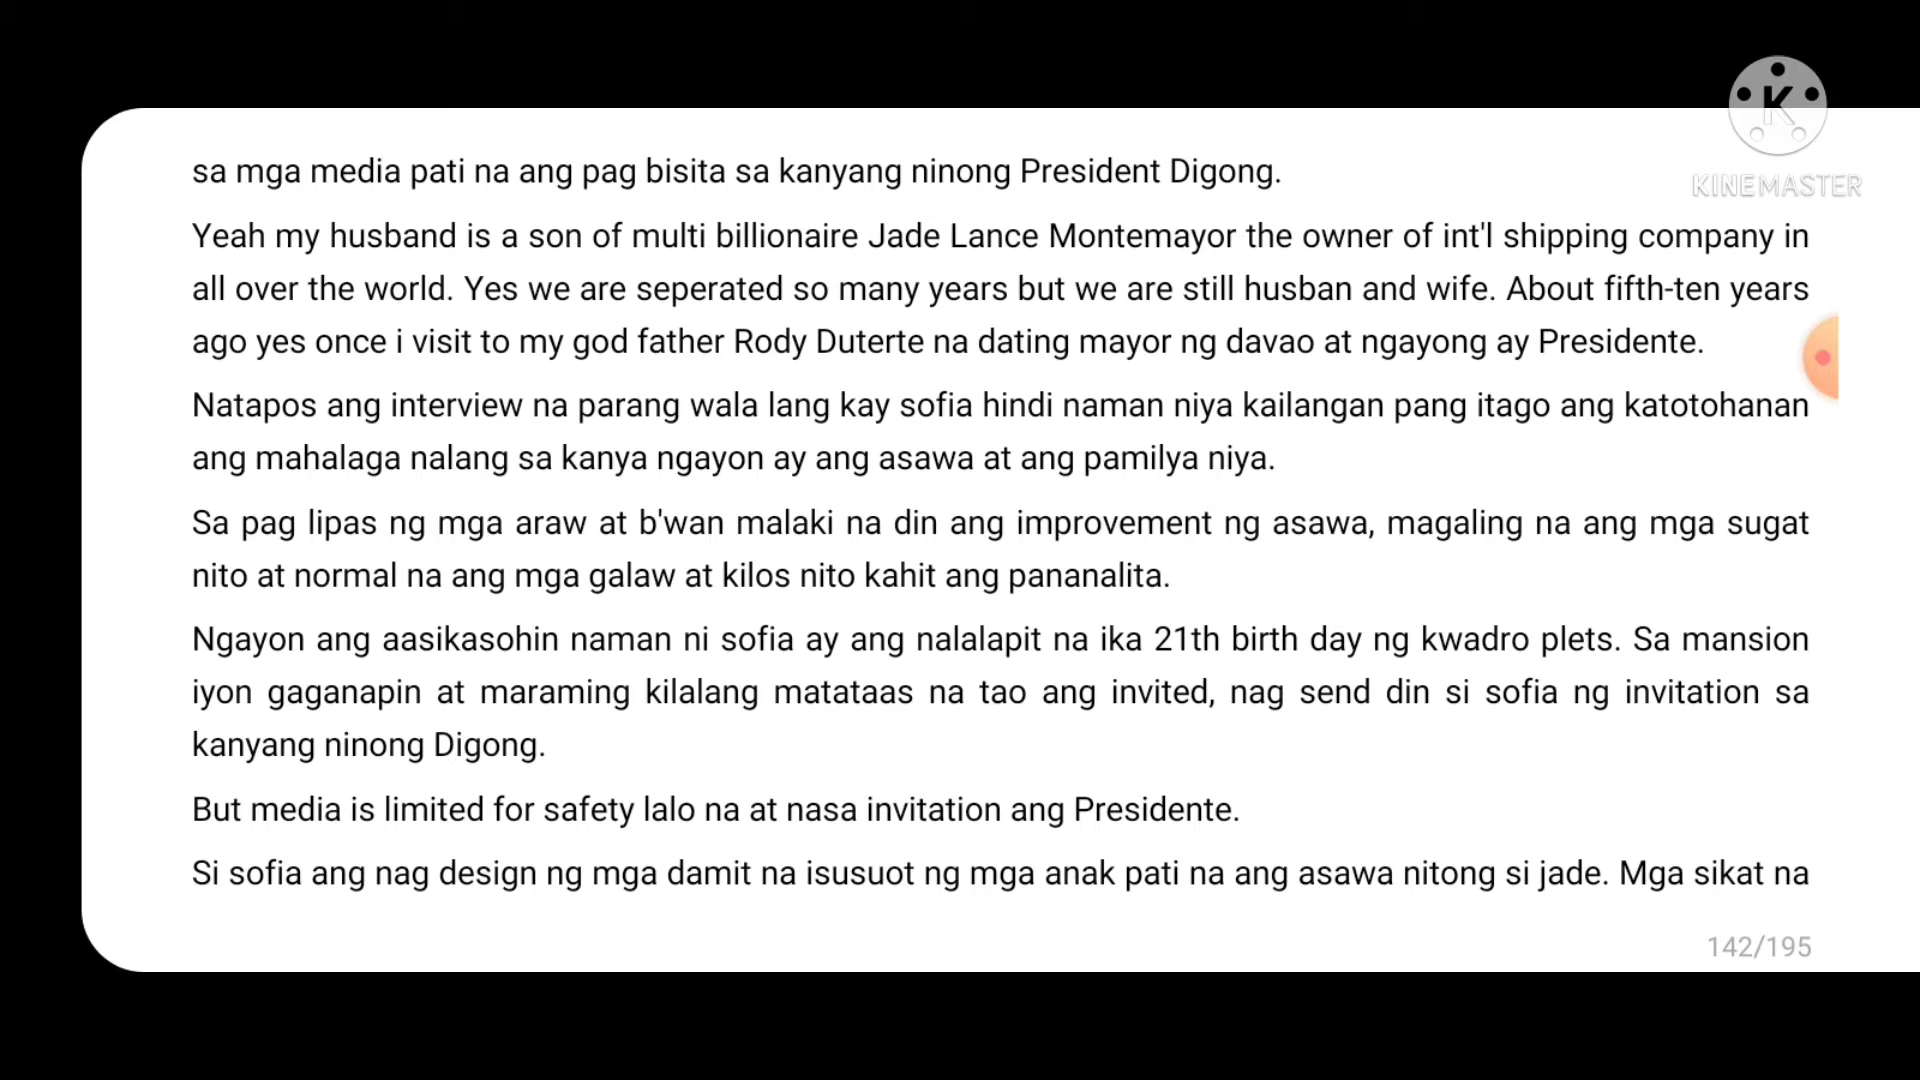 K
KINEMASTER
sa mga media pati na ang pag bisita sa kanyang ninong President Digong.
Yeah my husband is a son of multi billionaire Jade Lance Montemayor the owner of int'l shipping company in
all over the world. Yes we are seperated so many years but we are still husban and wife. About fifth-ten years
ago yes once i visit to my god father Rody Duterte na dating mayor ng davao at ngayong ay Presidente.
Natapos ang interview na parang wala lang kay sofia hindi naman niya kailangan pang itago ang katotohanan
ang mahalaga nalang sa kanya ngayon ay ang asawa at ang pamilya niya.
Sa pag lipas ng mga araw at b'wan malaki na din ang improvement ng asawa, magaling na ang mga sugat
nito at normal na ang mga galaw at kilos nito kahit ang pananalita.
Ngayon ang aasikasohin naman ni sofia ay ang nalalapit na ika 21th birth day ng kwadro plets. Sa mansion
iyon gaganapin at maraming kilalang matataas na tao ang invited, nag send din si sofia ng invitation sa
kanyang ninong Digong.
But media is limited for safety lalo na at nasa invitation ang Presidente.
Si sofia ang nag design ng mga damit na isusuot ng mga anak pati na ang asawa nitong si jade. Mga sikat na
142/195